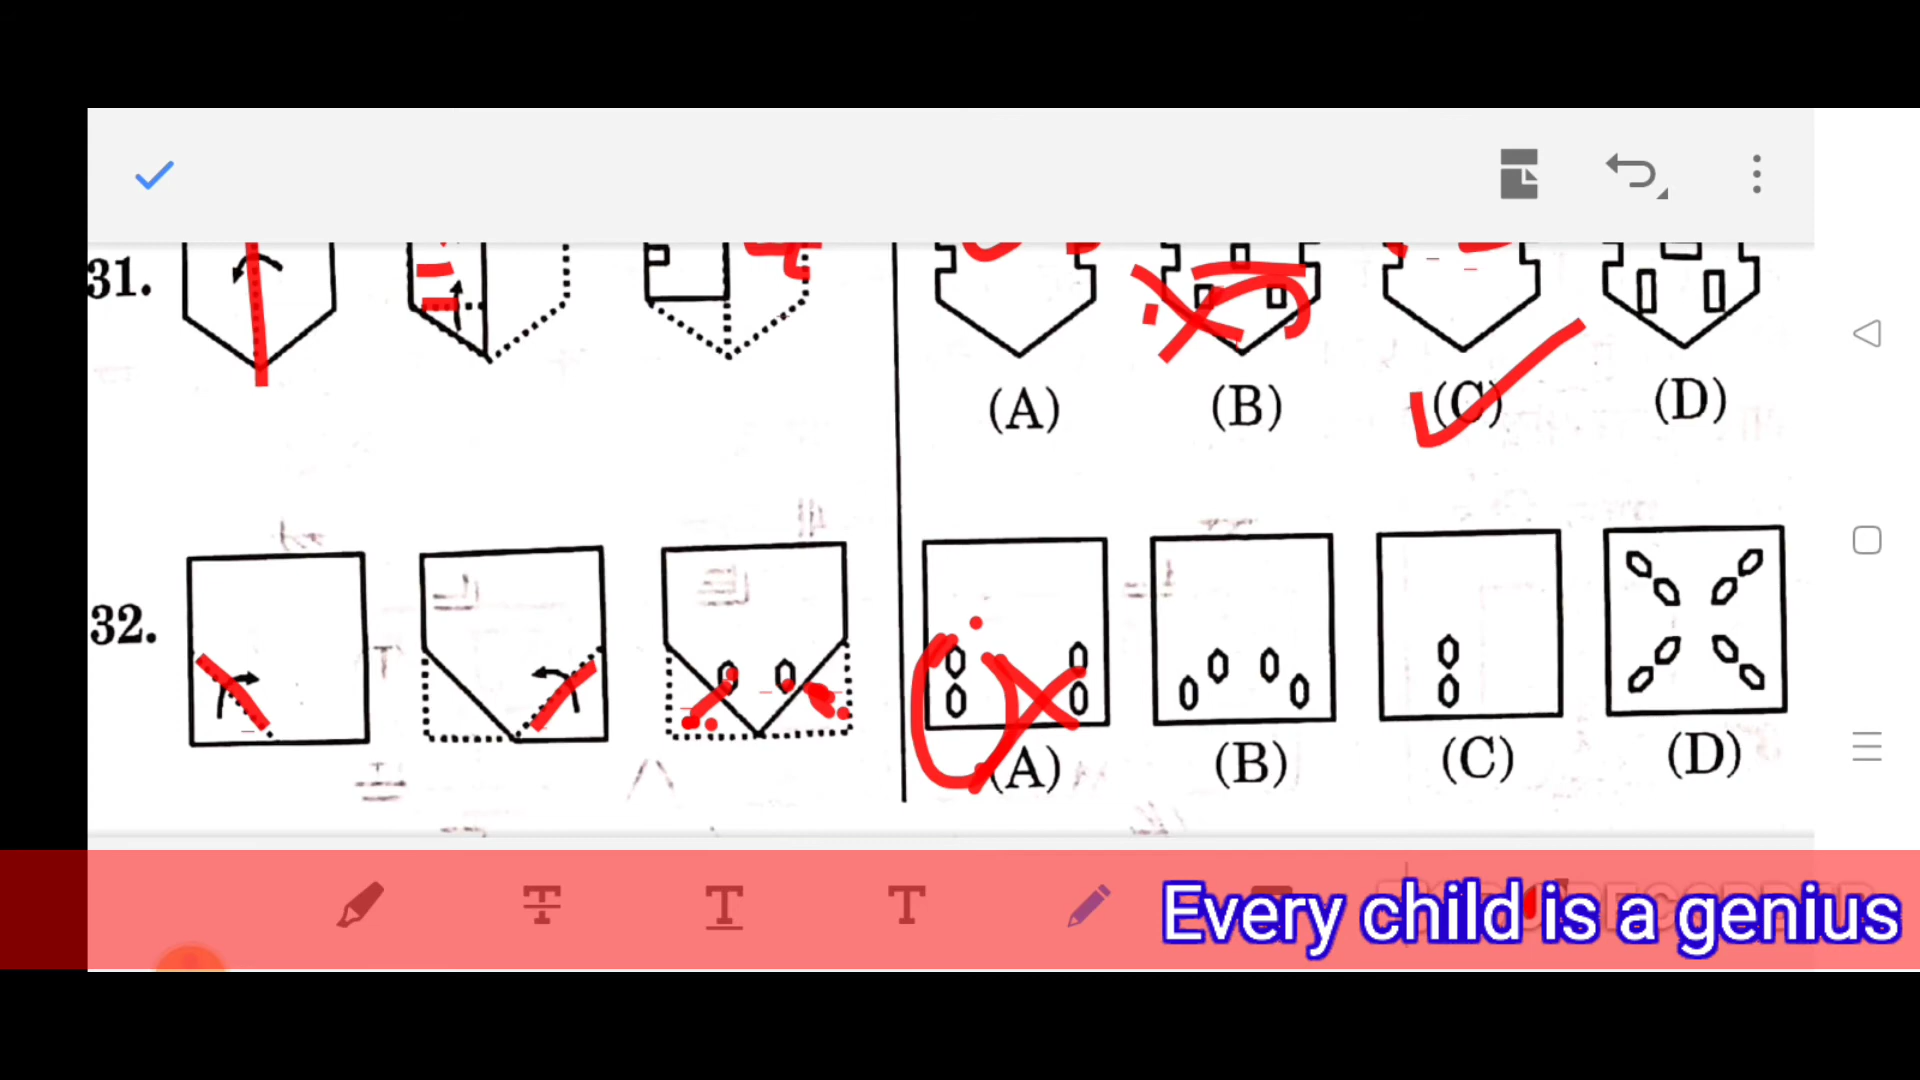 31.
(A) (B) (C) (D)
32.
(A) (B) (C) (D)
Every child is a genius